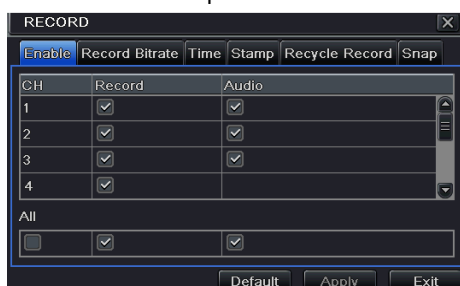 RECORD
Enable Record Bitrate Time Stamp Recycle Record Snap
CH Record Audio
1
2
3
4
All
Default Apply Exit